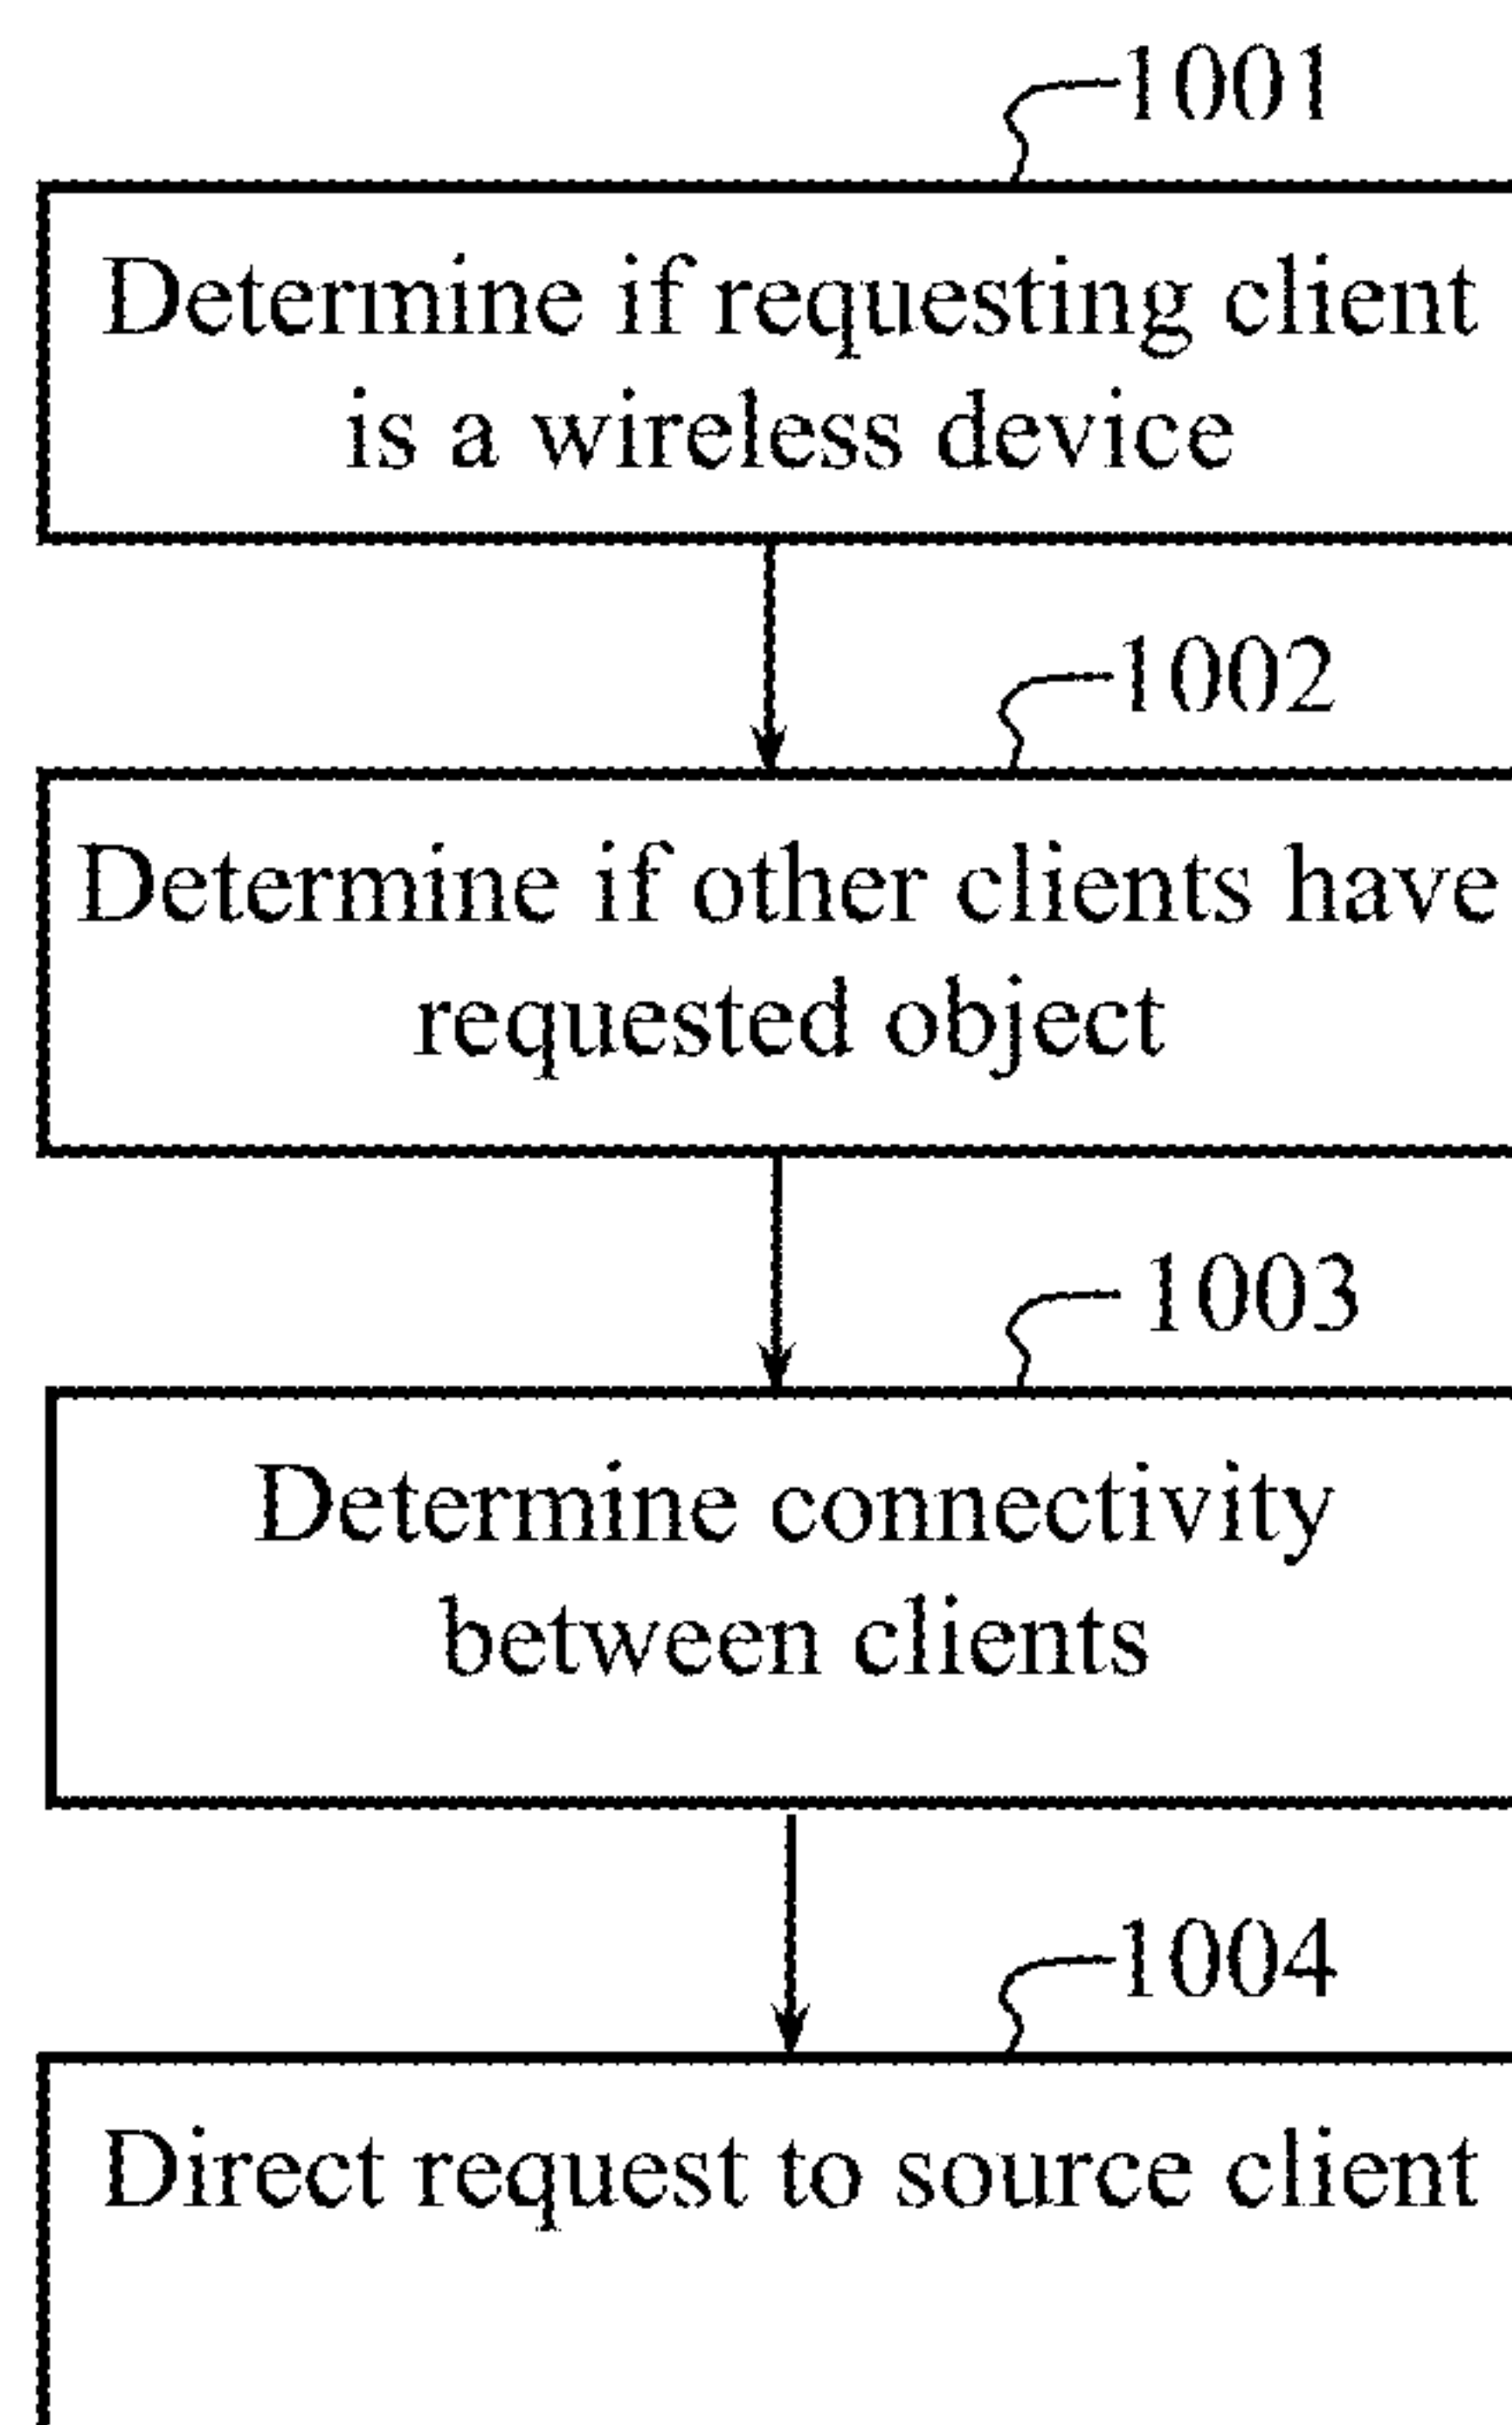 1001
Determine if requesting client
is a wireless device
1002
Determine if other clients have
requested object
1003
Determine connectivity
between clients
1004
Direct request to source client